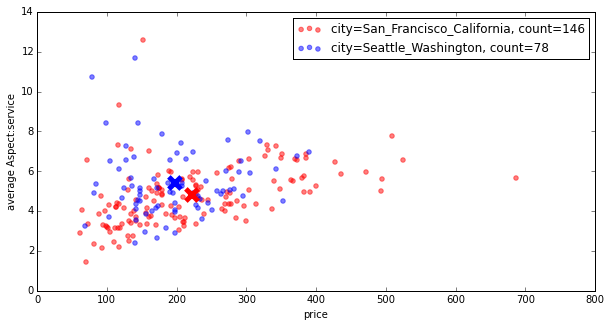 14
12
10
8
6
4
2
0
average Aspect:service
city=San_Francisco_California, count=146
city=Seattle_Washington, count=78
0 100 200 300 400 500 600 700 800
price